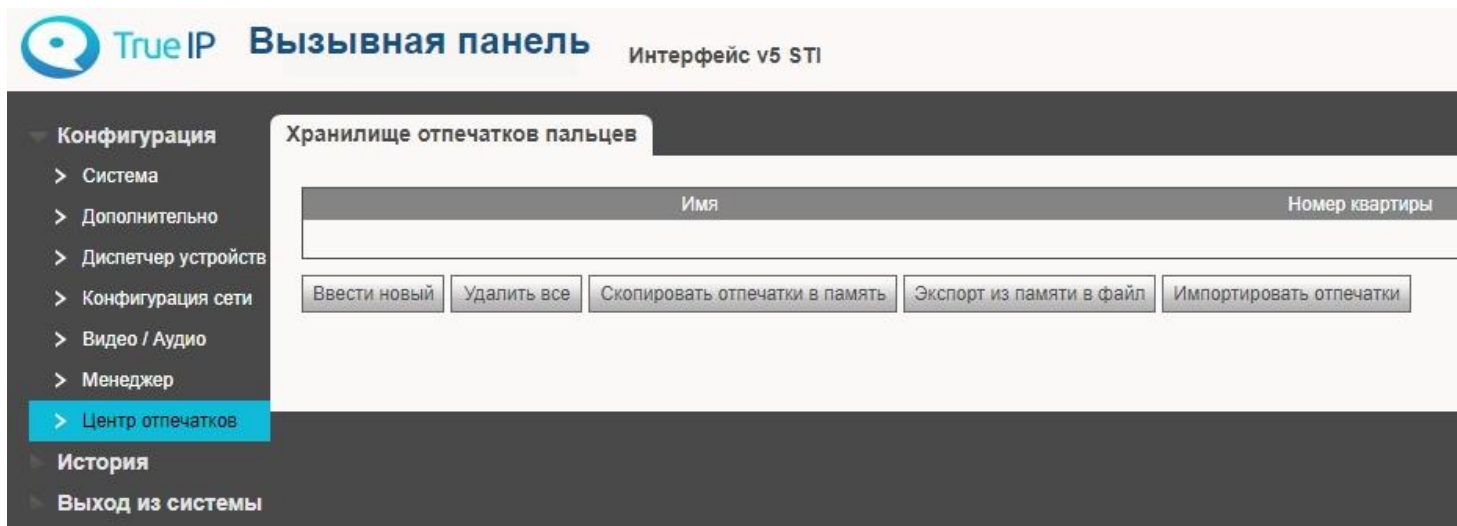 True IP Вызывная панель Интерфейс v5 STI
Конфигурация
Система
Дополнительно
Диспетчер устройств
Конфигурация сети
Видео / Аудио
Менеджер
Центр отпечатков
История
Выход из системы
Хранилище отпечатков пальцев
Имя Номер квартиры
Ввести новый Удалить все Скопировать отпечатки в память Экспорт из памяти в файл Импортировать отпечатки